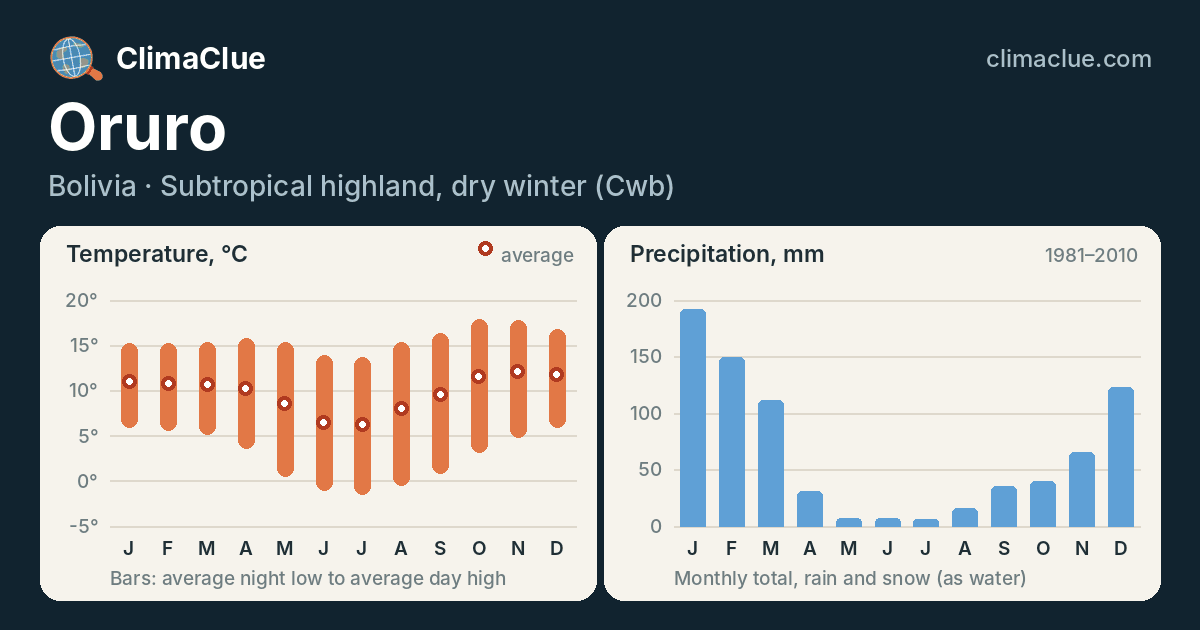 ClimaClue
climaclue.com
Oruro
Bolivia · Subtropical highland, dry winter (Cwb)
Temperature, °C
average
20°
15°
10°
5°
0°
-5°
J F M A M J J A S O N D
Bars: average night low to average day high
Precipitation, mm
1981–2010
200
150
100
50
0
J F M A M J J A S O N D
Monthly total, rain and snow (as water)